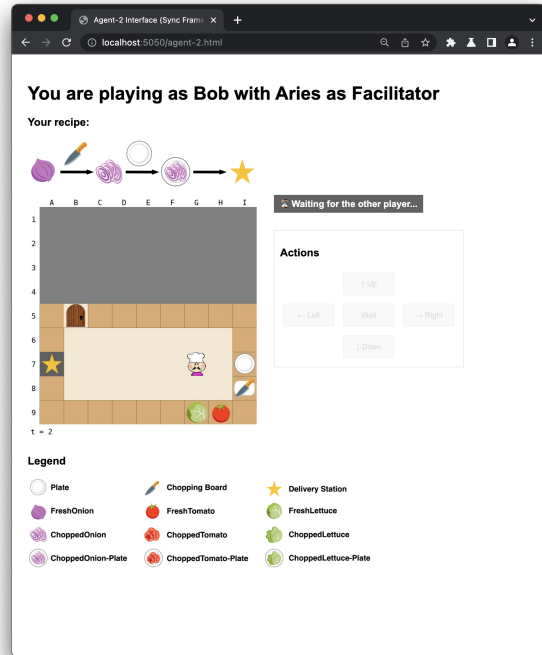 Agent-2 Interface (Sync Frame
localhost:5050/agent-2.html
You are playing as Bob with Aries as Facilitator
Your recipe:
A B C D E F G H I
⏳ Waiting for the other player...
1
2
3
4
5
6
7
8
9
t = 2
Actions
↑ Up
← Left
Wait
→ Right
↓ Down
Legend
Plate
Chopping Board
Delivery Station
FreshOnion
FreshTomato
FreshLettuce
ChoppedOnion
ChoppedTomato
ChoppedLettuce
ChoppedOnion-Plate
ChoppedTomato-Plate
ChoppedLettuce-Plate